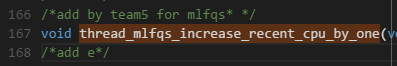 166 /*add by team5 for mlfqs* */
167 void thread_mlfqs_increase_recent_cpu_by_one(
168 /*add e*/